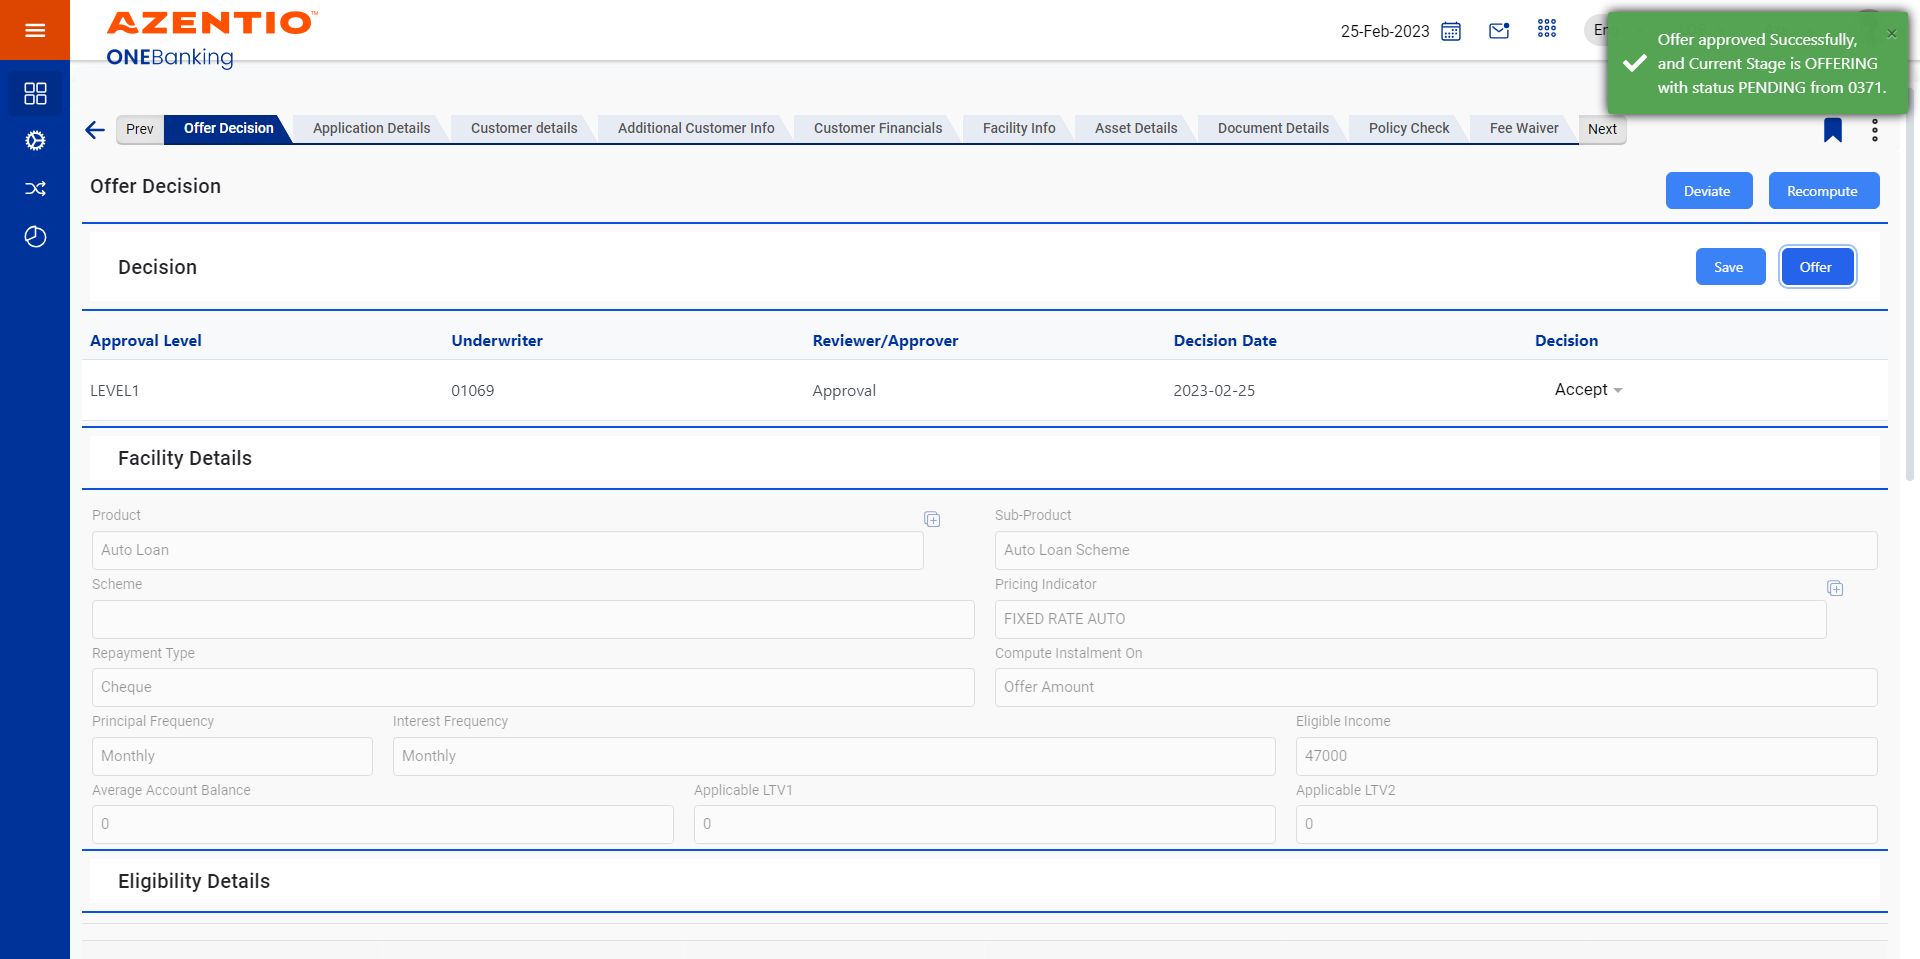 AZENTIO™
ONEBanking
25-Feb-2023
Offer approved Successfully,
and Current Stage is OFFERING
with status PENDING from 0371.
×
Prev
Offer Decision
Application Details
Customer details
Additional Customer Info
Customer Financials
Facility Info
Asset Details
Document Details
Policy Check
Fee Waiver
Next
Offer Decision
Deviate
Recompute
Decision
Save
Offer
Approval Level
Underwriter
Reviewer/Approver
Decision Date
Decision
LEVEL1
01069
Approval
2023-02-25
Accept
Facility Details
Product
Sub-Product
Auto Loan
Auto Loan Scheme
Scheme
Pricing Indicator
FIXED RATE AUTO
Repayment Type
Compute Instalment On
Cheque
Offer Amount
Principal Frequency
Interest Frequency
Eligible Income
Monthly
Monthly
47000
Average Account Balance
Applicable LTV1
Applicable LTV2
0
0
0
Eligibility Details